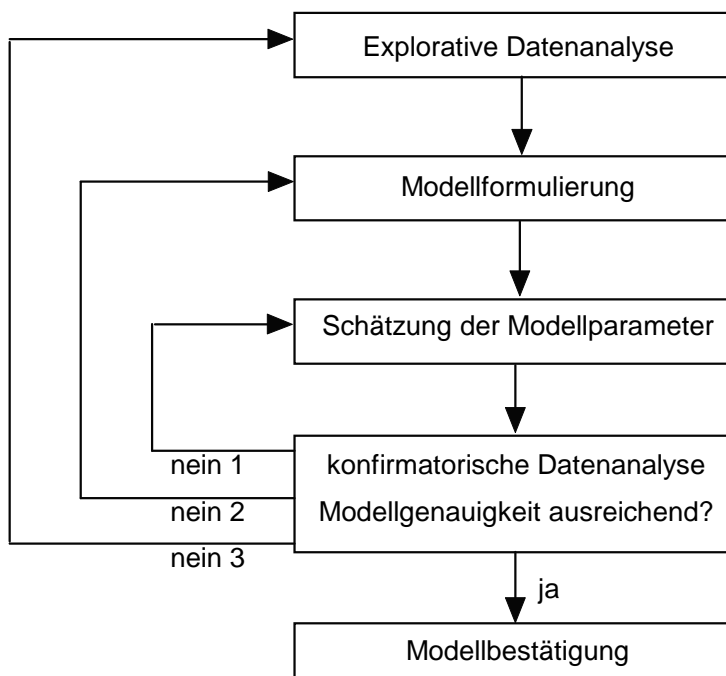 Explorative Datenanalyse
Modellformulierung
Schätzung der Modellparameter
konfirmatorische Datenanalyse
Modellgenauigkeit ausreichend?
nein 1
nein 2
nein 3
ja
Modellbestätigung